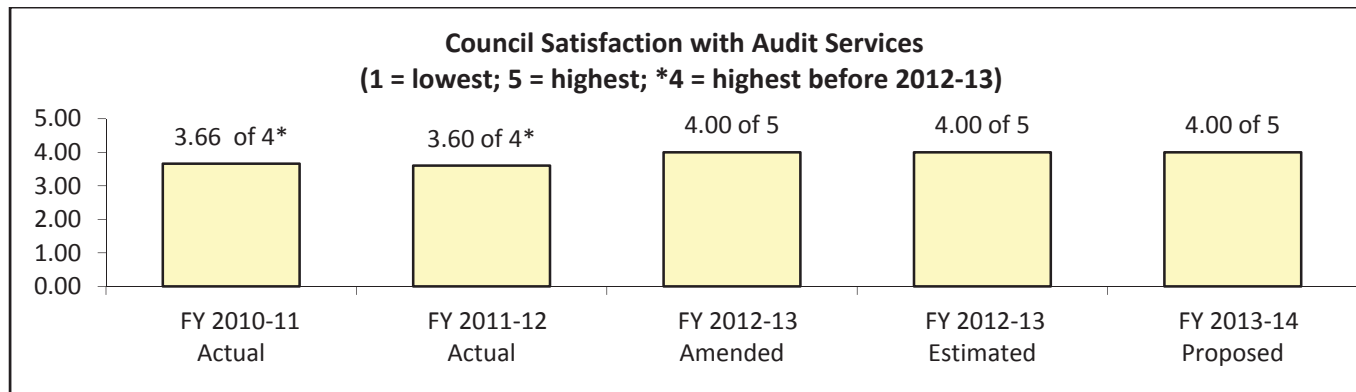 Council Satisfaction with Audit Services
(1 = lowest; 5 = highest; *4 = highest before 2012-13)
5.00
4.00
3.00
2.00
1.00
0.00
3.66 of 4*
3.60 of 4*
4.00 of 5
4.00 of 5
4.00 of 5
FY 2010-11
Actual
FY 2011-12
Actual
FY 2012-13
Amended
FY 2012-13
Estimated
FY 2013-14
Proposed